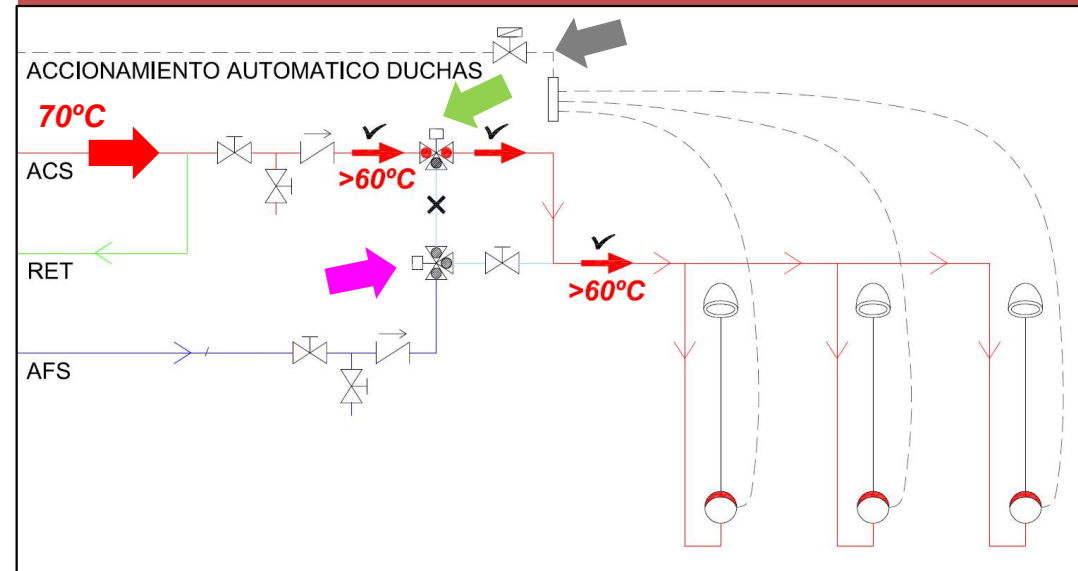 ACCIONAMIENTO AUTOMATICO DUCHAS
70ºC
ACS
>60ºC
RET
>60ºC
AFS